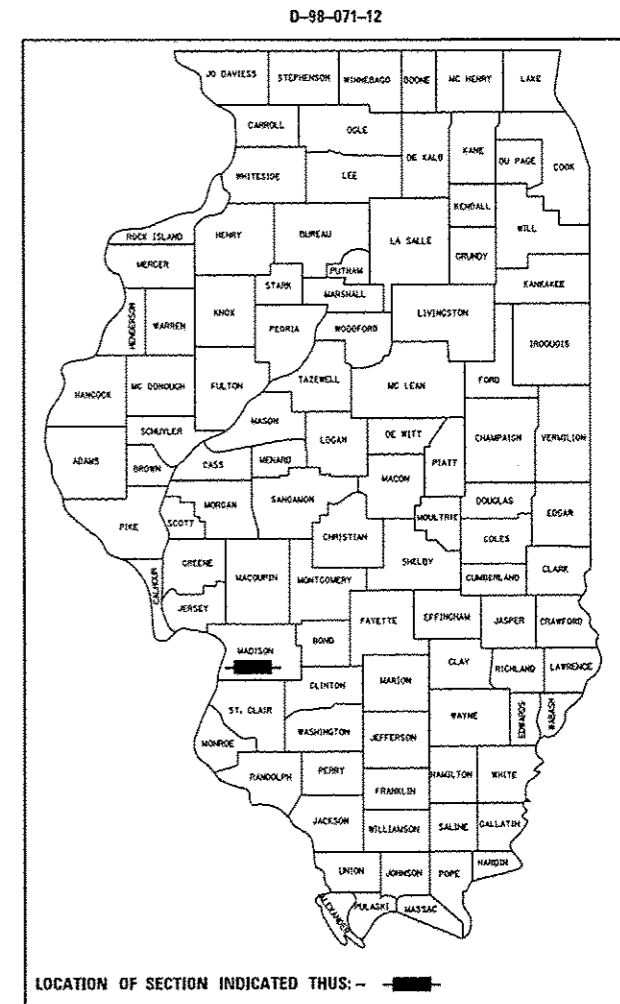 D-98-071-12
JO DAVIESS STEPHENSON WINNEBAGO BOONE MC HENRY LAKE
CARROLL OGLE
DE KALB KANE DU PAGE COOK
WHITESIDE LEE
KENDALL
ROCK ISLAND HENRY BUREAU LA SALLE WILL
MERCER PUTNAM GRUNDY
STARK MARSHALL KANKAKEE
HENDERSON WARREN KNOX PEORIA WOODFORD LIVINGSTON IROQUOIS
TAZEWELL MC LEAN FORD
HANCOCK MC DONOUGH FULTON
MASON
SCHUYLER LOGAN DE WITT CHAMPAIGN VERMILION
ADAMS BROWN CASS MENARD PIATT
MACON
MORGAN SANGAMON DOUGLAS
PIKE SCOTT MOULTRIE EDGAR
CHRISTIAN COLES
GREENE SHELBY
CALHOUN MACOUPIN MONTGOMERY CUMBERLAND CLARK
JERSEY FAYETTE EFFINGHAM JASPER CRAWFORD
MADISON BOND
CLAY RICHLAND LAWRENCE
CLINTON MARION
ST. CLAIR WAYNE EDWARDS WABASH
WASHINGTON JEFFERSON
MONROE
RANDOLPH PERRY HAMILTON WHITE
FRANKLIN
JACKSON WILLIAMSON SALINE GALLATIN
UNION JOHNSON POPE HARDIN
ALEXANDER PULASKI MASSAC
LOCATION OF SECTION INDICATED THUS: –